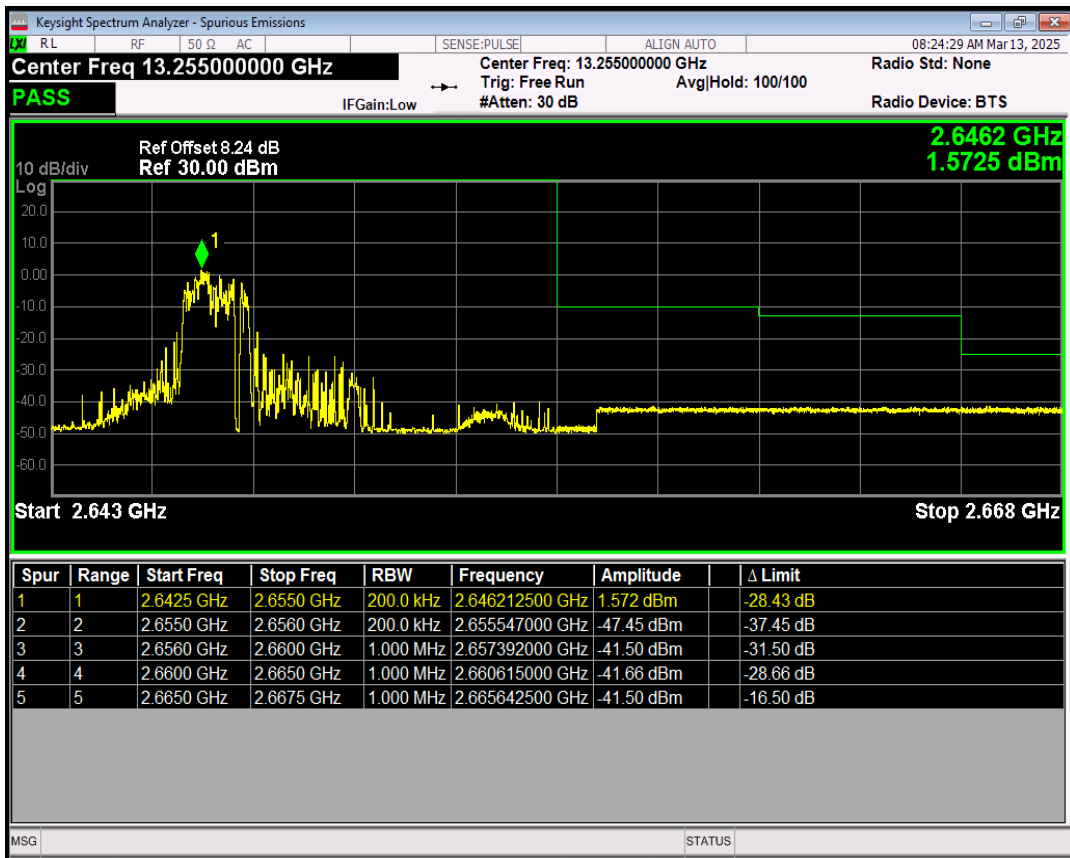 Keysight Spectrum Analyzer - Spurious Emissions
LXI RL RF 50 Ω AC SENSE:PULSE ALIGN AUTO 08:24:29 AM Mar 13, 2025
Center Freq 13.255000000 GHz Center Freq: 13.255000000 GHz Radio Std: None
Trig: Free Run Avg|Hold: 100/100
PASS IFGain:Low #Atten: 30 dB Radio Device: BTS
2.6462 GHz
1.5725 dBm
Ref Offset 8.24 dB
10 dB/div Ref 30.00 dBm
Log
20.0
10.0
1
0.00
-10.0
-20.0
-30.0
-40.0
-50.0
-60.0
Start 2.643 GHz Stop 2.668 GHz
Spur Range Start Freq Stop Freq RBW Frequency Amplitude Δ Limit
1 1 2.6425 GHz 2.6550 GHz 200.0 kHz 2.646212500 GHz 1.572 dBm -28.43 dB
2 2 2.6550 GHz 2.6560 GHz 200.0 kHz 2.655547000 GHz -47.45 dBm -37.45 dB
3 3 2.6560 GHz 2.6600 GHz 1.000 MHz 2.657392000 GHz -41.50 dBm -31.50 dB
4 4 2.6600 GHz 2.6650 GHz 1.000 MHz 2.660615000 GHz -41.66 dBm -28.66 dB
5 5 2.6650 GHz 2.6675 GHz 1.000 MHz 2.665642500 GHz -41.50 dBm -16.50 dB
MSG STATUS